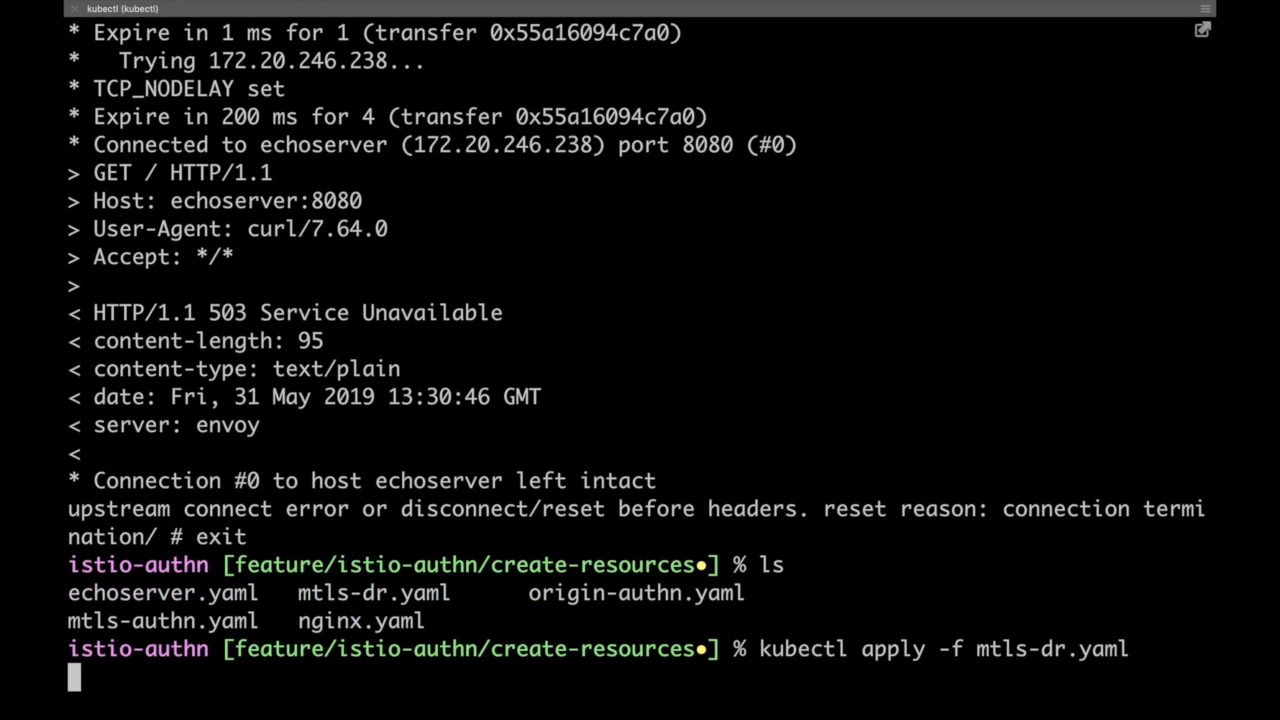 kubectl (kubectl)
* Expire in 1 ms for 1 (transfer 0x55a16094c7a0)
*   Trying 172.20.246.238...
* TCP_NODELAY set
* Expire in 200 ms for 4 (transfer 0x55a16094c7a0)
* Connected to echoserver (172.20.246.238) port 8080 (#0)
> GET / HTTP/1.1
> Host: echoserver:8080
> User-Agent: curl/7.64.0
> Accept: */*
>
< HTTP/1.1 503 Service Unavailable
< content-length: 95
< content-type: text/plain
< date: Fri, 31 May 2019 13:30:46 GMT
< server: envoy
<
* Connection #0 to host echoserver left intact
upstream connect error or disconnect/reset before headers. reset reason: connection termi
nation/ # exit
istio-authn [feature/istio-authn/create-resources•] % ls
echoserver.yaml   mtls-dr.yaml      origin-authn.yaml
mtls-authn.yaml   nginx.yaml
istio-authn [feature/istio-authn/create-resources•] % kubectl apply -f mtls-dr.yaml